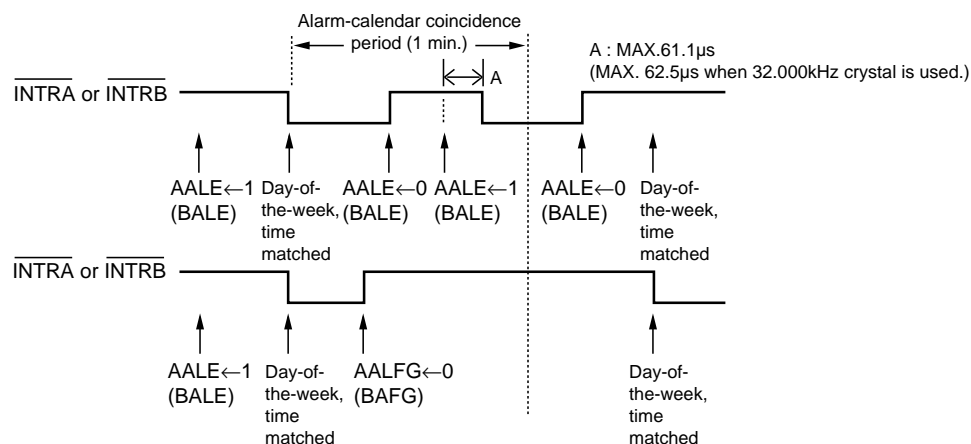 Alarm-calendar coincidence
period (1 min.)
A : MAX.61.1µs
(MAX. 62.5µs when 32.000kHz crystal is used.)
A
INTRA or INTRB
AALE←1
(BALE)
Day-of-
the-week,
time
matched
AALE←0
(BALE)
AALE←1
(BALE)
AALE←0
(BALE)
Day-of-
the-week,
time
matched
INTRA or INTRB
AALE←1
(BALE)
Day-of-
the-week,
time
matched
AALFG←0
(BAFG)
Day-of-
the-week,
time
matched